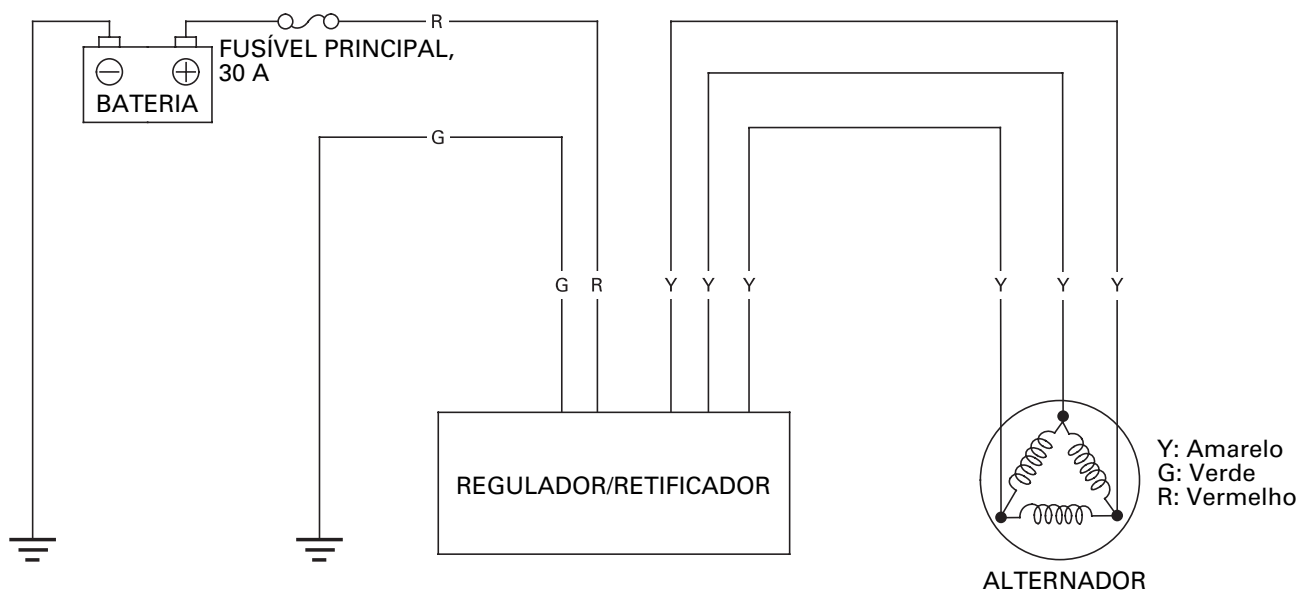 R
FUSÍVEL PRINCIPAL,
30 A
BATERIA
G
G R Y Y Y Y Y Y
REGULADOR/RETIFICADOR
Y: Amarelo
G: Verde
R: Vermelho
ALTERNADOR